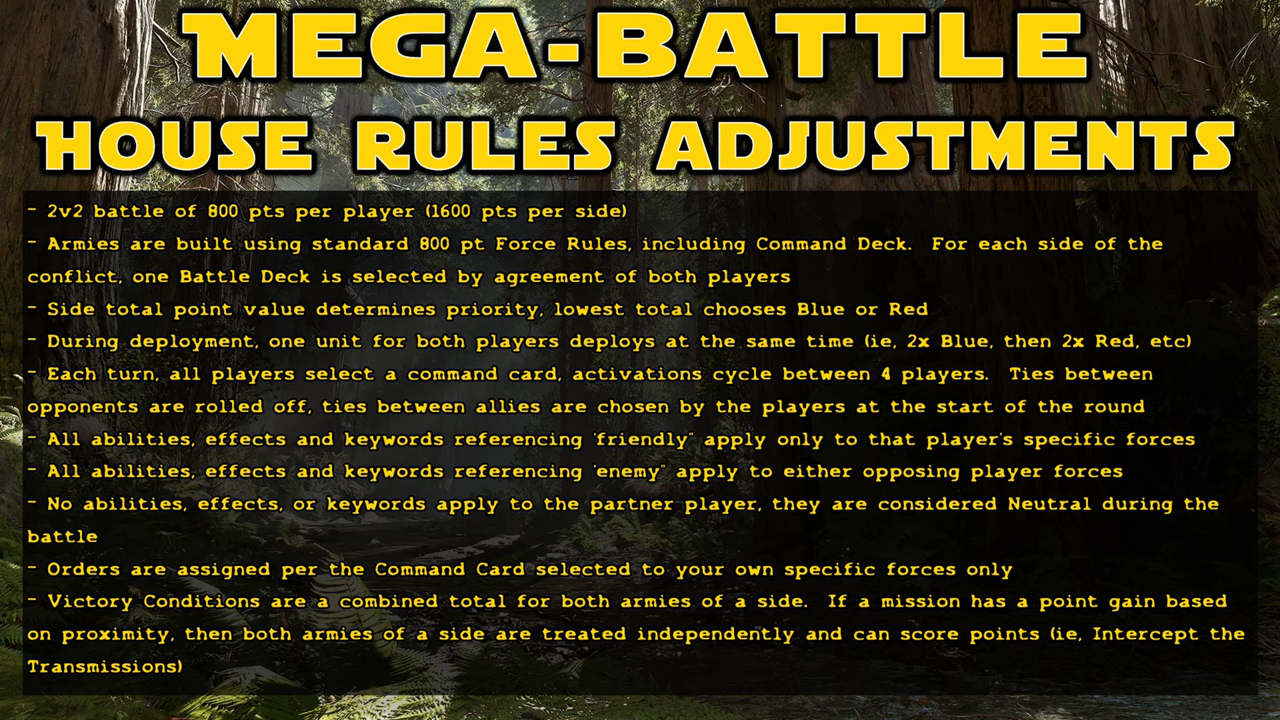 MEGA-BATTLE
HOUSE RULES ADJUSTMENTS
- 2v2 battle of 800 pts per player (1600 pts per side)
- Armies are built using standard 800 pt Force Rules, including Command Deck.  For each side of the
conflict, one Battle Deck is selected by agreement of both players
- Side total point value determines priority, lowest total chooses Blue or Red
- During deployment, one unit for both players deploys at the same time (ie, 2x Blue, then 2x Red, etc)
- Each turn, all players select a command card, activations cycle between 4 players.  Ties between
opponents are rolled off, ties between allies are chosen by the players at the start of the round
- All abilities, effects and keywords referencing 'friendly" apply only to that player's specific forces
- All abilities, effects and keywords referencing 'enemy" apply to either opposing player forces
- No abilities, effects, or keywords apply to the partner player, they are considered Neutral during the
battle
- Orders are assigned per the Command Card selected to your own specific forces only
- Victory Conditions are a combined total for both armies of a side.  If a mission has a point gain based
on proximity, then both armies of a side are treated independently and can score points (ie, Intercept the
Transmissions)